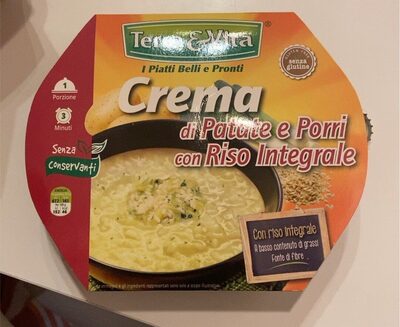 Terra & Vita
I Piatti Belli e Pronti
senza
glutine
Crema
di Patate e Porri
con Riso Integrale
1
Porzione
3
Minuti
Senza
conservanti
Con riso integrale
A basso contenuto di grassi
Fonte di fibre